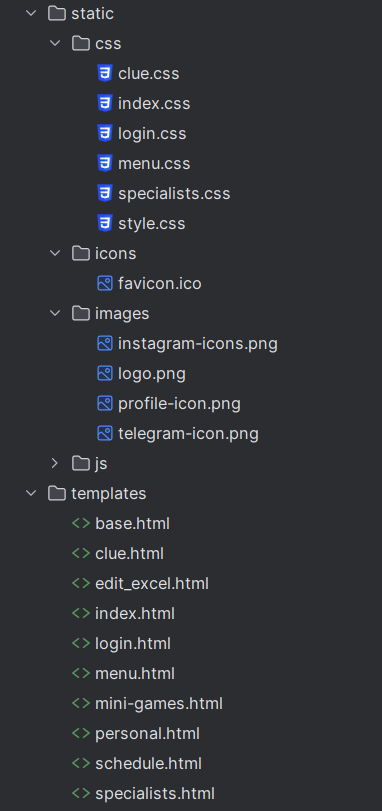 static
css
clue.css
index.css
login.css
menu.css
specialists.css
style.css
icons
favicon.ico
images
instagram-icons.png
logo.png
profile-icon.png
telegram-icon.png
js
templates
base.html
clue.html
edit_excel.html
index.html
login.html
menu.html
mini-games.html
personal.html
schedule.html
specialists.html